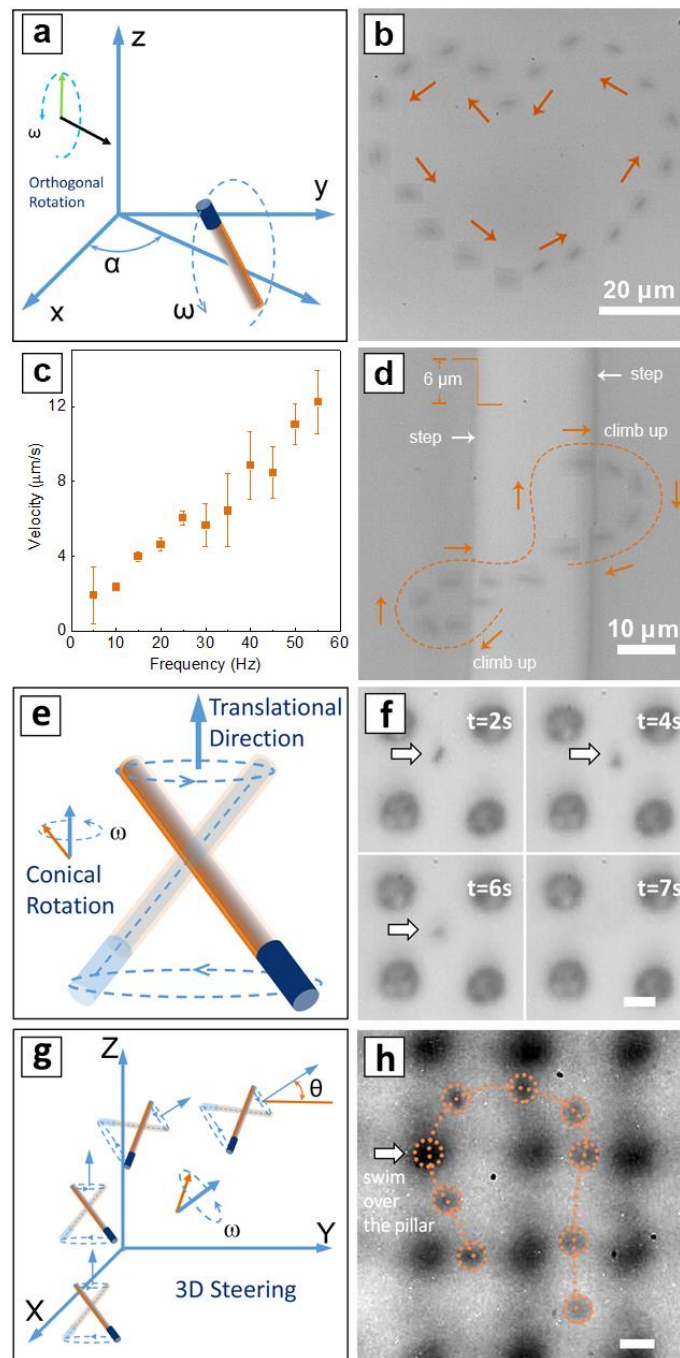 a
z
ω
Orthogonal
Rotation
y
α
x
ω
b
20 µm
c
12
8
4
0
Velocity (µm/s)
0 10 20 30 40 50 60
Frequency (Hz)
d
6 µm
step
step
climb up
climb up
10 µm
e
Translational
Direction
ω
Conical
Rotation
f
t=2s
t=4s
t=6s
t=7s
g
Z
θ
ω
Y
X
3D Steering
h
swim
over
the pillar